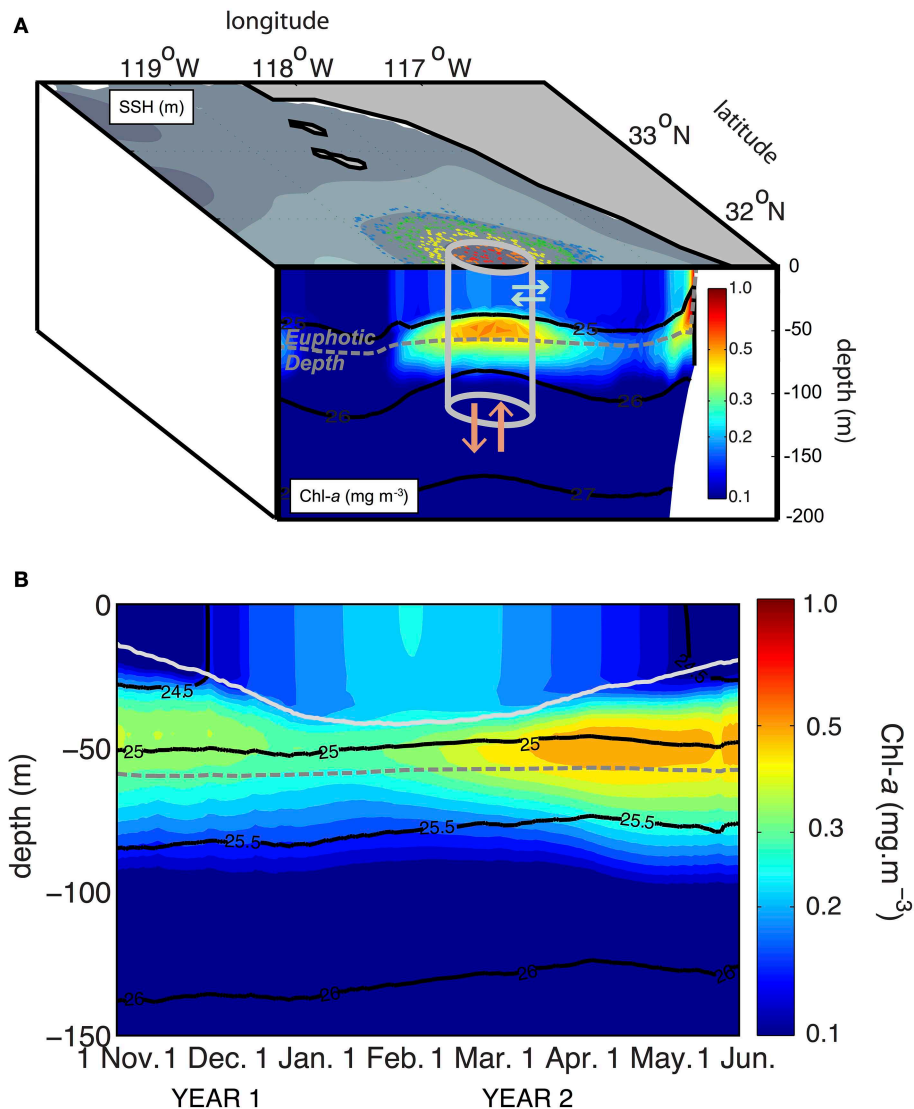 A
longitude
119°W 118°W 117°W
SSH (m)
latitude
33°N
32°N
0
-50
-100
-150
-200
depth (m)
1.0
0.5
0.3
0.2
0.1
25
Euphotic
Depth
26
26
27
Chl-a (mg m⁻³)
B
0
−50
−100
−150
depth (m)
24.5
25
25
25
25.5
25.5
25.5
26
26
26
1.0
0.5
0.3
0.2
0.1
Chl-a (mg.m⁻³)
1 Nov. 1 Dec. 1 Jan. 1 Feb. 1 Mar. 1 Apr. 1 May. 1 Jun.
YEAR 1 YEAR 2